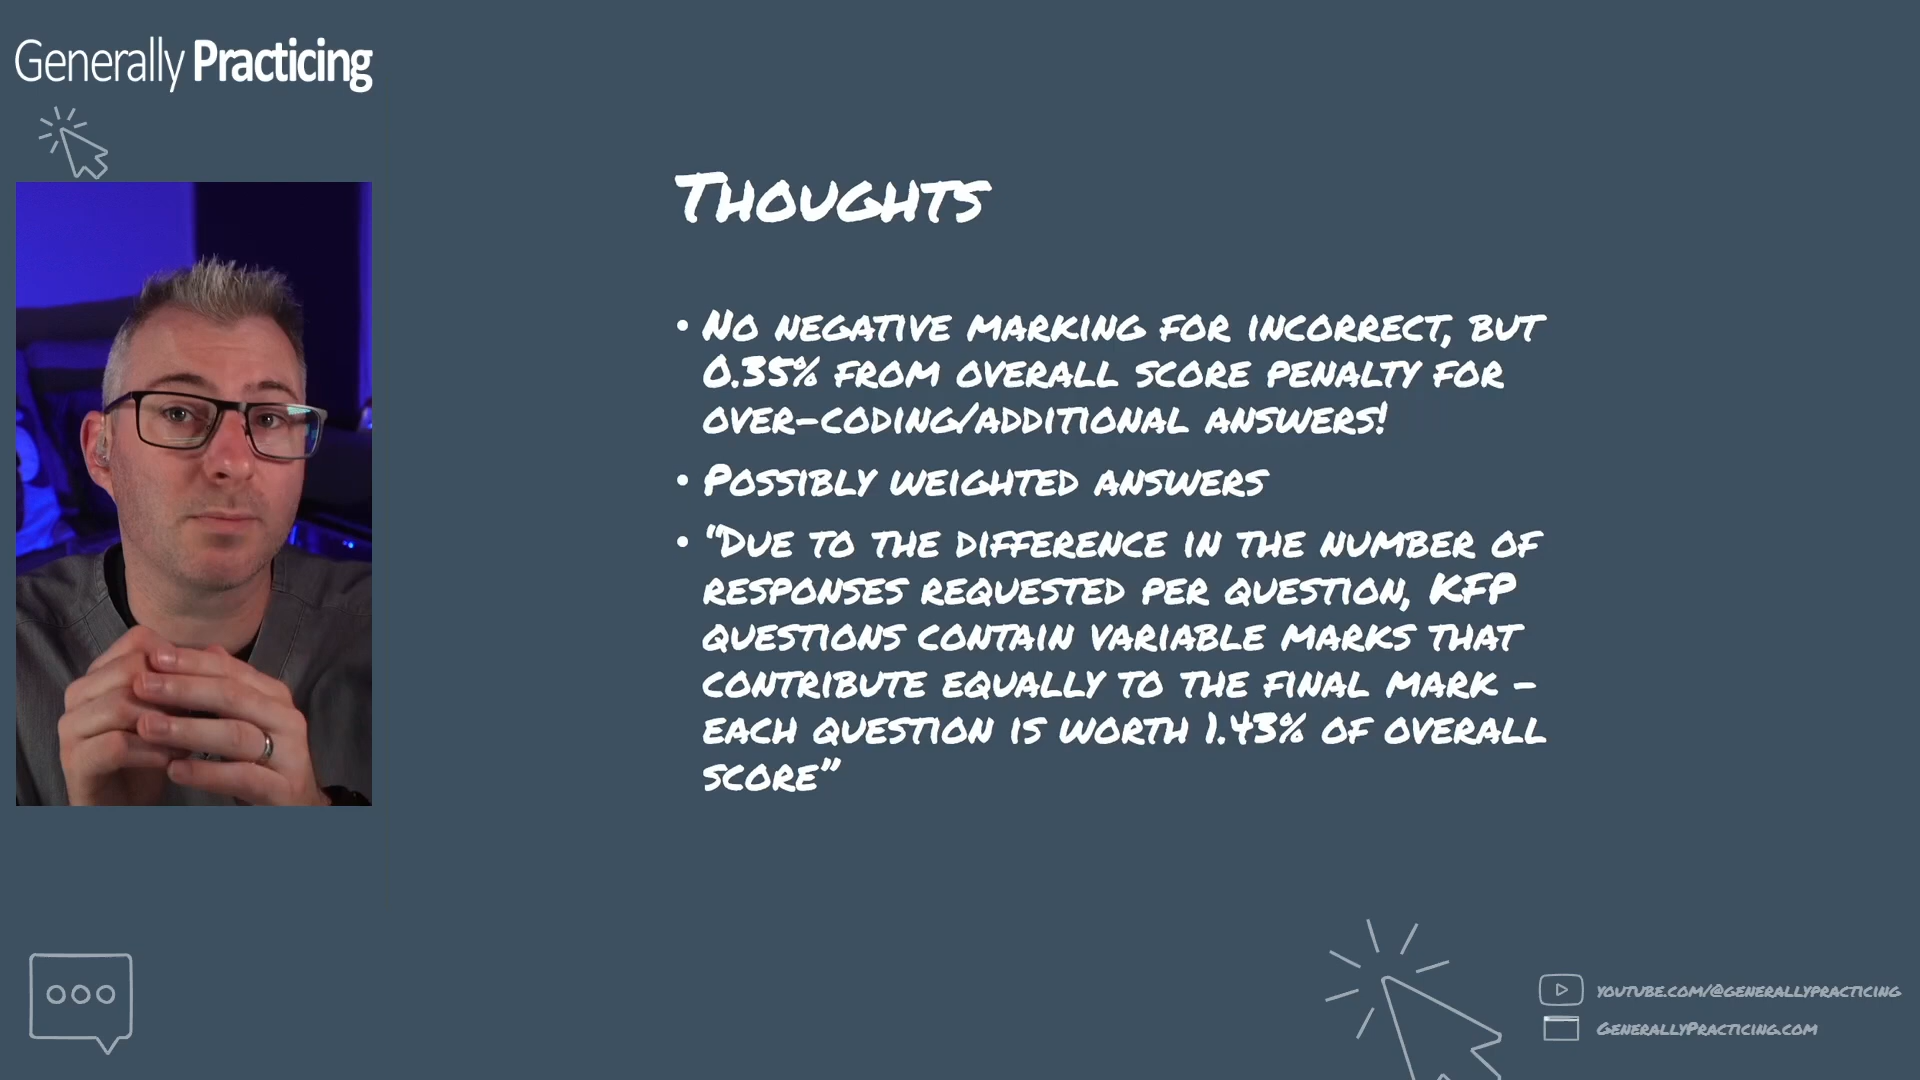 Generally Practicing
THOUGHTS
• NO NEGATIVE MARKING FOR INCORRECT, BUT
0.35% FROM OVERALL SCORE PENALTY FOR
OVER-CODING/ADDITIONAL ANSWERS!
• POSSIBLY WEIGHTED ANSWERS
• "DUE TO THE DIFFERENCE IN THE NUMBER OF
RESPONSES REQUESTED PER QUESTION, KFP
QUESTIONS CONTAIN VARIABLE MARKS THAT
CONTRIBUTE EQUALLY TO THE FINAL MARK –
EACH QUESTION IS WORTH 1.43% OF OVERALL
SCORE"
YOUTUBE.COM/@GENERALLYPRACTICING
GENERALLYPRACTICING.COM